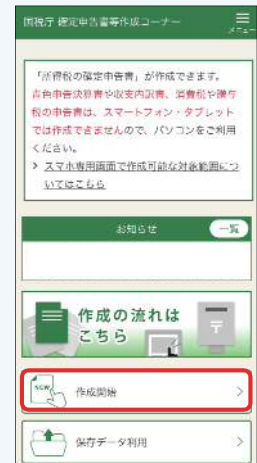 国税庁 確定申告書等作成コーナー
メニュー
「所得税の確定申告書」が作成できます。
青色申告決算書や収支内訳書、消費税や贈与
税の申告書は、スマートフォン・タブレット
では作成できませんので、パソコンをご利用
ください。
> スマホ専用画面で作成可能な対象範囲につ
いてはこちら
お知らせ
一覧
作成の流れは
こちら
NEW
作成開始
保存データ利用